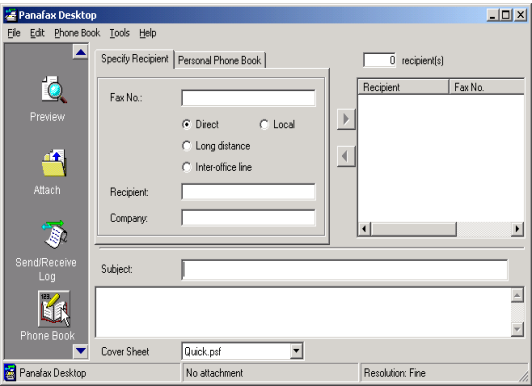 Panafax Desktop
File Edit Phone Book Tools Help
Specify Recipient Personal Phone Book
0 recipient(s)
Recipient Fax No.
Fax No.:
Direct Local
Long distance
Inter-office line
Recipient:
Company:
Preview
Attach
Send/Receive
Log
Phone Book
Subject:
Cover Sheet Quick.psf
Panafax Desktop No attachment Resolution: Fine